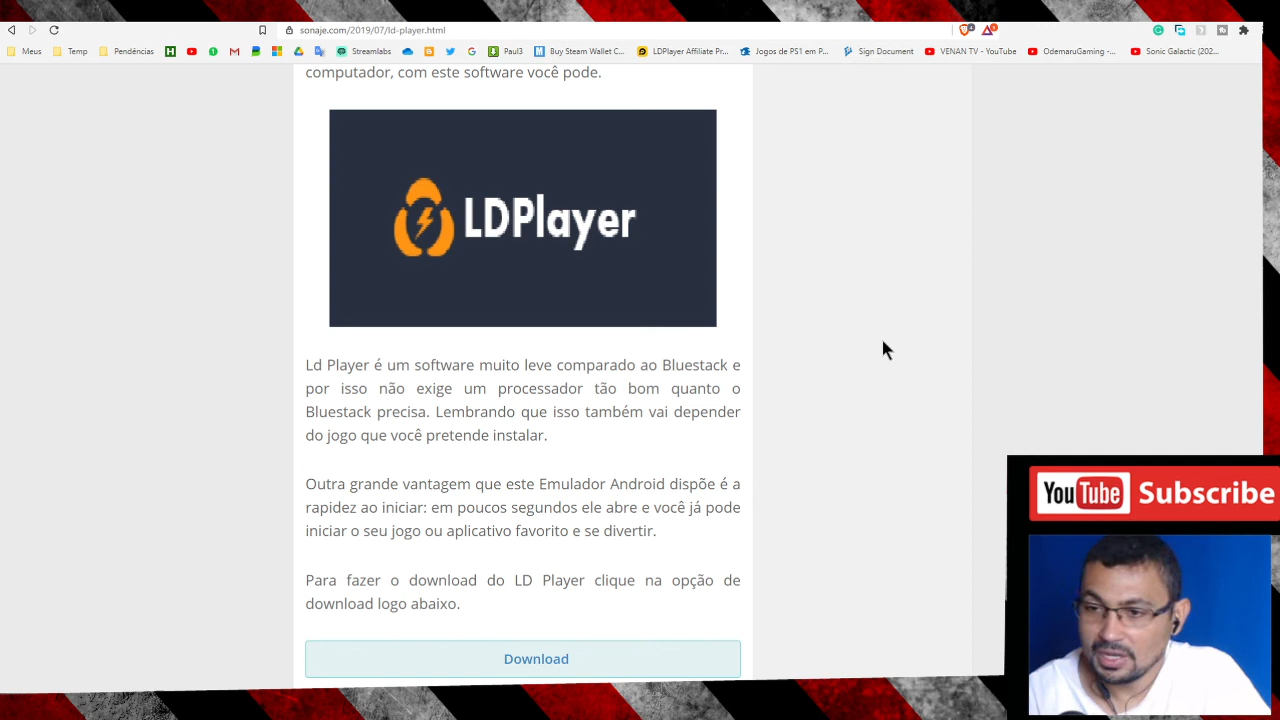 sonaje.com/2019/07/ld-player.html
Meus
Temp
Pendências
Streamlabs
Paul3
Buy Steam Wallet C...
LDPlayer Affiliate Pr...
Jogos de PS1 em P...
Sign Document
VENAN TV - YouTube
OdemaruGaming -...
Sonic Galactic (202...
computador, com este software você pode.
LDPlayer
Ld Player é um software muito leve comparado ao Bluestack e
por isso não exige um processador tão bom quanto o
Bluestack precisa. Lembrando que isso também vai depender
do jogo que você pretende instalar.
Outra grande vantagem que este Emulador Android dispõe é a
rapidez ao iniciar: em poucos segundos ele abre e você já pode
iniciar o seu jogo ou aplicativo favorito e se divertir.
Para fazer o download do LD Player clique na opção de
download logo abaixo.
Download
YouTube Subscribe